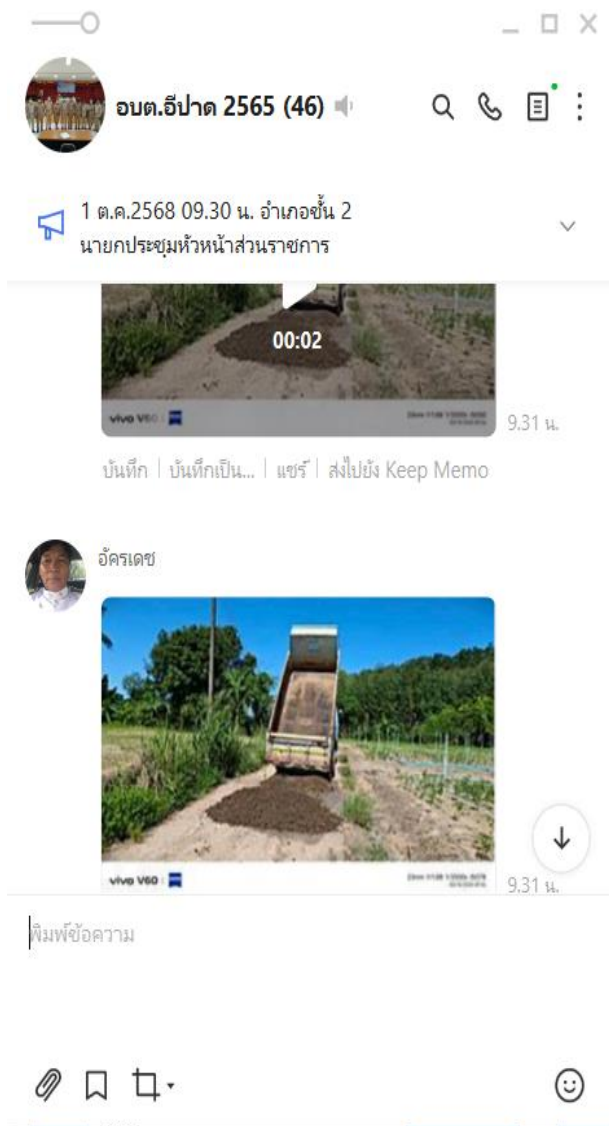 อบต.อีปาด 2565 (46)
1 ต.ค.2568 09.30 น. อำเภอชั้น 2
นายกประชุมหัวหน้าส่วนราชการ
00:02
vivo V60
9.31 น.
บันทึก | บันทึกเป็น... | แชร์ | ส่งไปยัง Keep Memo
อัครเดช
vivo V60
9.31 น.
พิมพ์ข้อความ